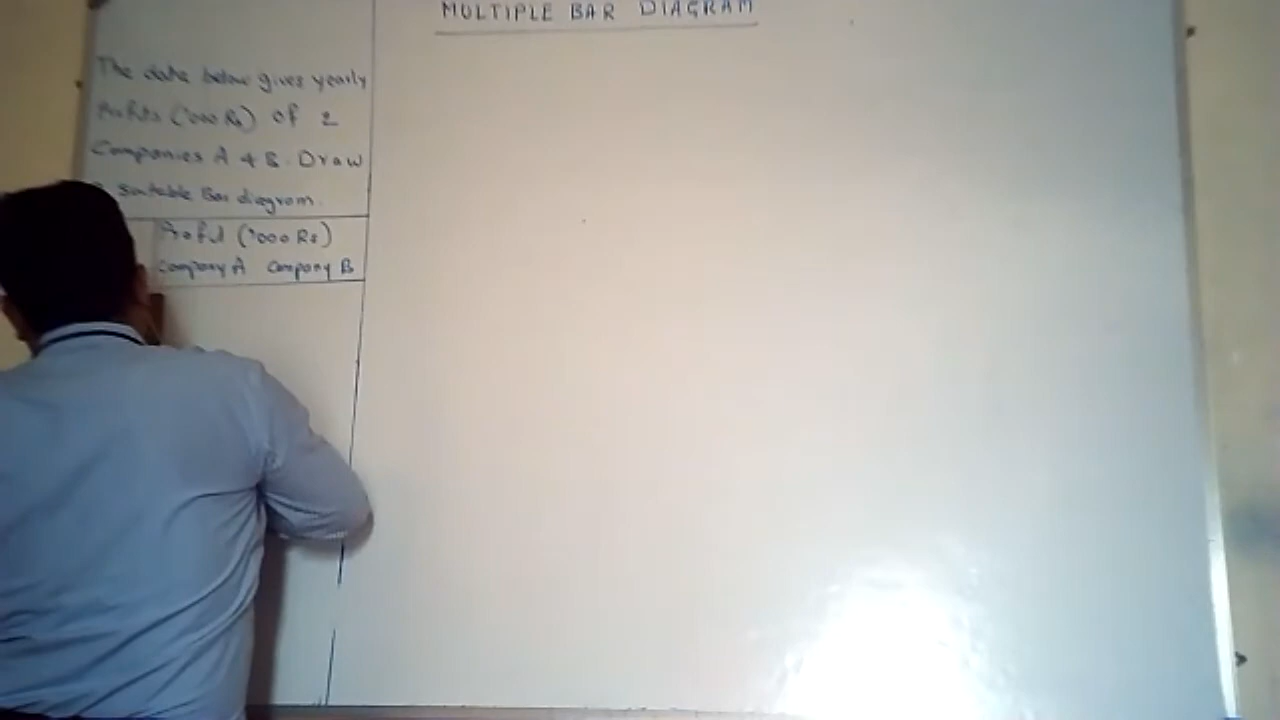 MULTIPLE BAR DIAGRAM
The data below gives yearly
Profits ('000 Rs) of 2
Companies A & B. Draw
suitable Bar diagram.
Profit ('000 Rs)
Company A Company B